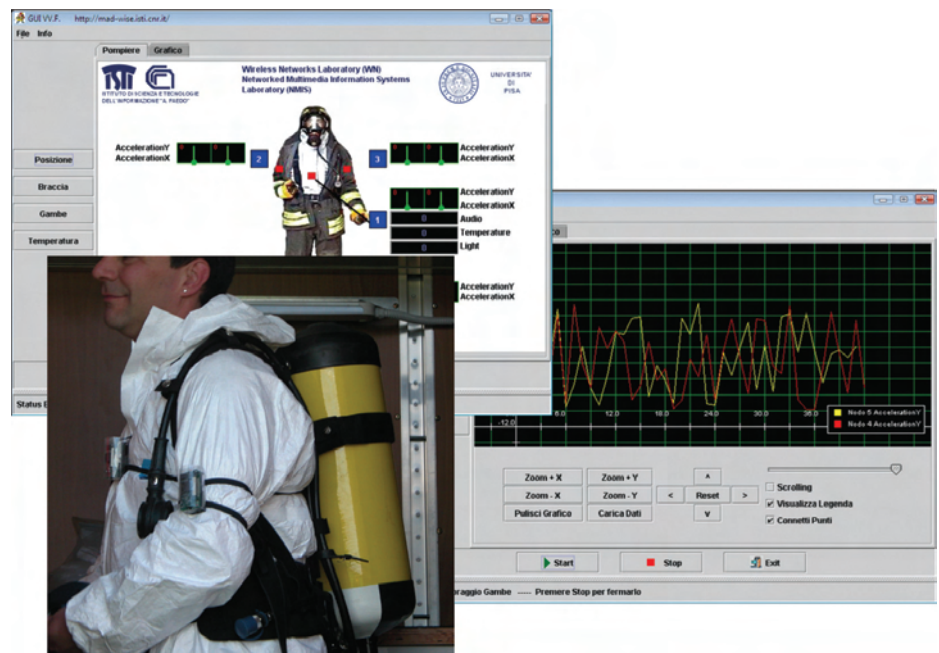 GUI VV.F. http://mad-wise.isti.cnr.it/
File Info
Pompiere Grafico
ISTI
ISTITUTO DI SCIENZA E TECNOLOGIE
DELL'INFORMAZIONE "A. FAEDO"
Wireless Networks Laboratory (WN)
Networked Multimedia Information Systems
Laboratory (NMIS)
UNIVERSITA'
DI
PISA
Posizione
Braccia
Gambe
Temperatura
AccelerationY
AccelerationX
2
3
AccelerationY
AccelerationX
1
AccelerationY
AccelerationX
Audio
0
Temperature
0
Light
0
AccelerationY
AccelerationX
Status
co
-12.0
6.0 12.0 18.0 24.0 30.0 36.0
Nodo 5 AccelerationY
Nodo 4 AccelerationY
Zoom + X Zoom + Y ^
Zoom - X Zoom - Y < Reset >
Pulisci Grafico Carica Dati v
Scrolling
Visualizza Legenda
Connetti Punti
Start Stop Exit
oraggio Gambe ---- Premere Stop per fermarlo